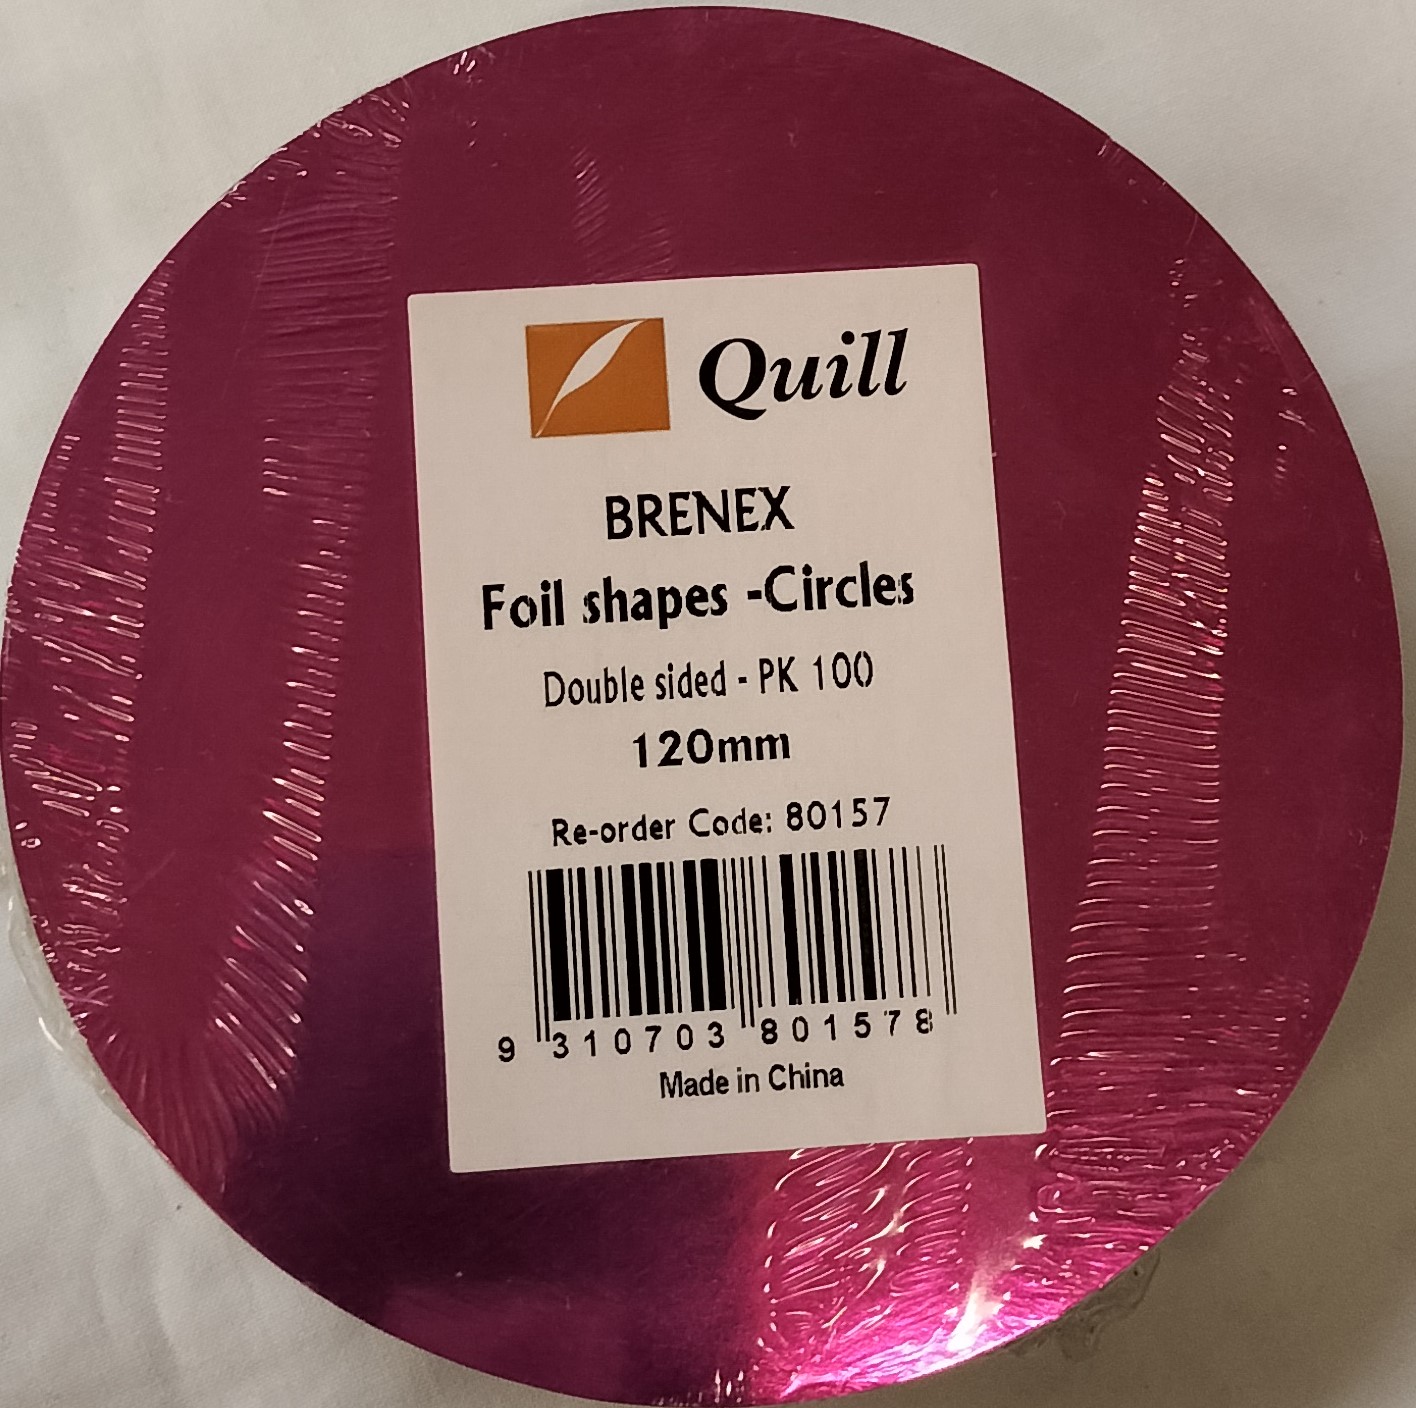 Quill
BRENEX
Foil shapes -Circles
Double sided - PK 100
120mm
Re-order Code: 80157
9 310703 801578
Made in China